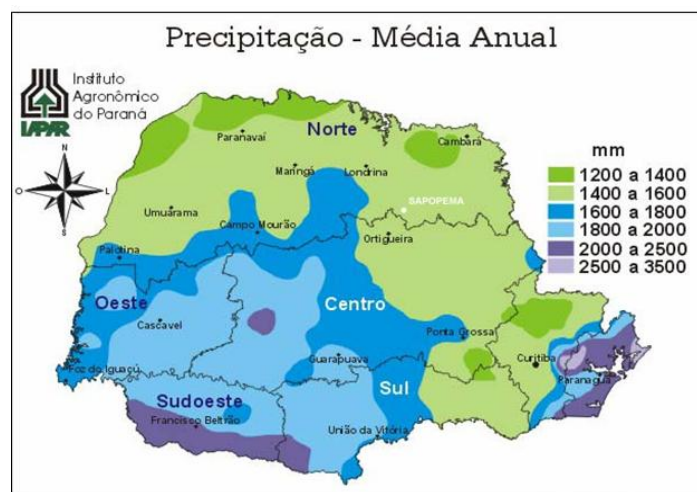 Precipitação - Média Anual
Instituto
Agronômico
do Paraná
IAPAR
N
O
L
S
Norte
Paranavaí
Cambará
Maringá
Londrina
SAPOPEMA
Umuarama
Campo Mourão
Ortigueira
Palotina
Oeste
Centro
Cascavel
Ponta Grossa
Foz do Iguaçú
Guarapuava
Curitiba
Paranaguá
Sul
Sudoeste
Francisco Beltrão
União da Vitória
mm
1200 a 1400
1400 a 1600
1600 a 1800
1800 a 2000
2000 a 2500
2500 a 3500